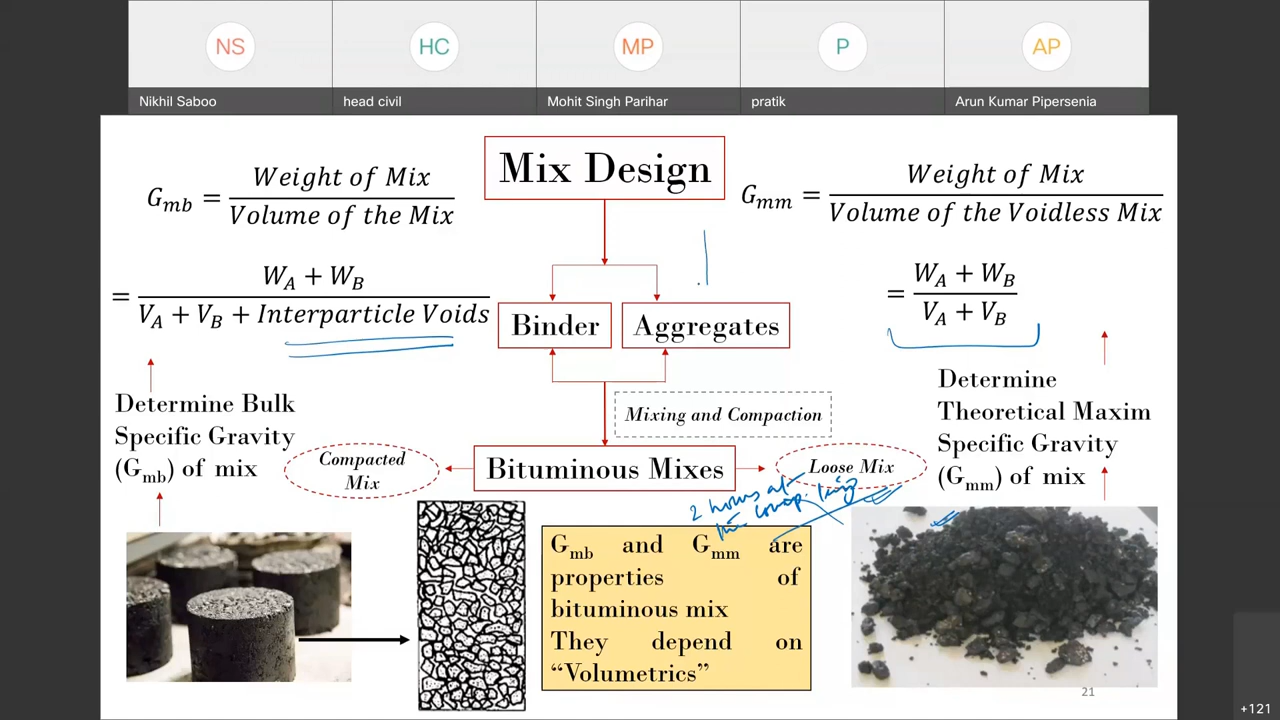 NS
HC
MP
P
AP
Nikhil Saboo
head civil
Mohit Singh Parihar
pratik
Arun Kumar Pipersenia
Mix Design
G_mb = Weight of Mix / Volume of the Mix
= W_A + W_B / V_A + V_B + Interparticle Voids
G_mm = Weight of Mix / Volume of the Voidless Mix
= W_A + W_B / V_A + V_B
Binder
Aggregates
Mixing and Compaction
Bituminous Mixes
Compacted
Mix
Loose Mix
2 hours at
the comp.
Determine Bulk
Specific Gravity
(G_mb) of mix
Determine
Theoretical Maxim
Specific Gravity
(G_mm) of mix
G_mb and G_mm are
properties of
bituminous mix
They depend on
“Volumetrics”
21
+121